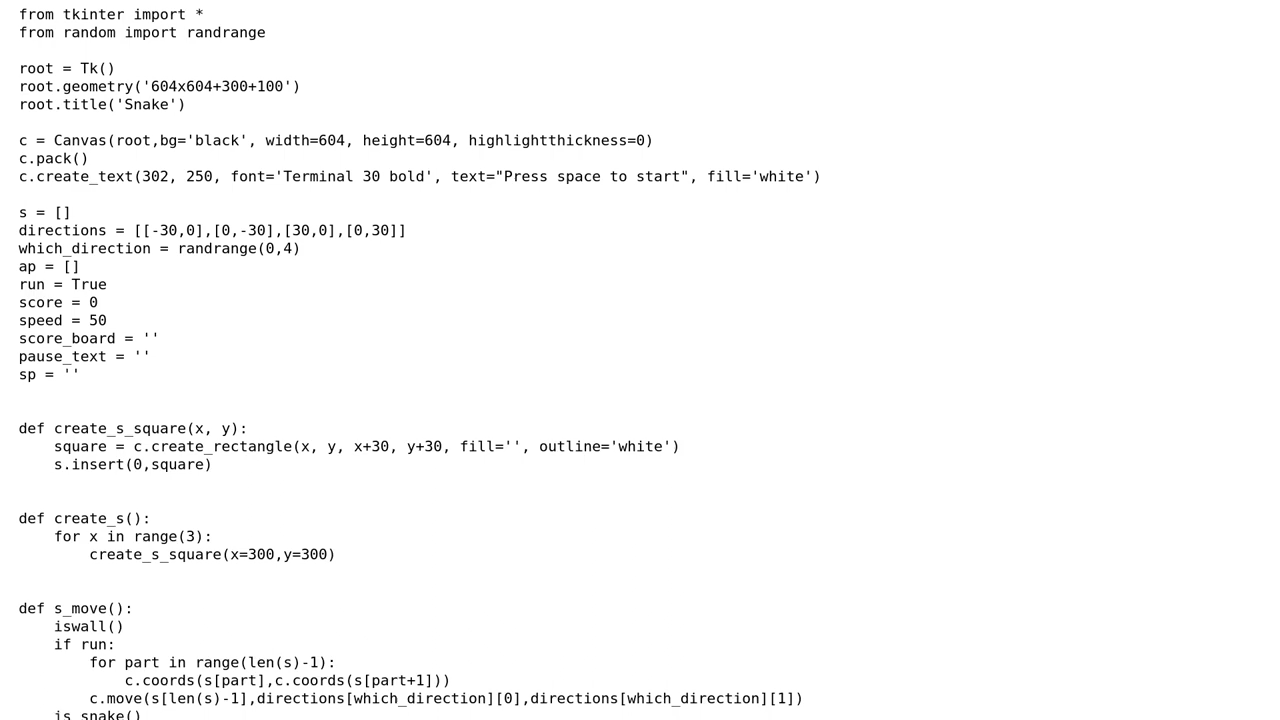 from tkinter import *
from random import randrange

root = Tk()
root.geometry('604x604+300+100')
root.title('Snake')

c = Canvas(root,bg='black', width=604, height=604, highlightthickness=0)
c.pack()
c.create_text(302, 250, font='Terminal 30 bold', text="Press space to start", fill='white')

s = []
directions = [[-30,0],[0,-30],[30,0],[0,30]]
which_direction = randrange(0,4)
ap = []
run = True
score = 0
speed = 50
score_board = ''
pause_text = ''
sp = ''


def create_s_square(x, y):
    square = c.create_rectangle(x, y, x+30, y+30, fill='', outline='white')
    s.insert(0,square)


def create_s():
    for x in range(3):
        create_s_square(x=300,y=300)


def s_move():
    iswall()
    if run:
        for part in range(len(s)-1):
            c.coords(s[part],c.coords(s[part+1]))
        c.move(s[len(s)-1],directions[which_direction][0],directions[which_direction][1])
    is_snake()